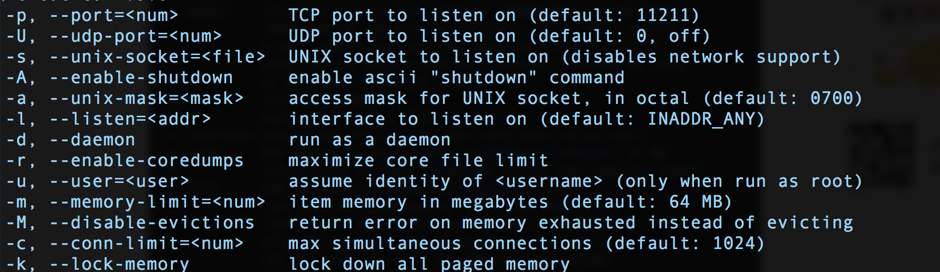 -p, --port=<num>          TCP port to listen on (default: 11211)
-U, --udp-port=<num>      UDP port to listen on (default: 0, off)
-s, --unix-socket=<file>  UNIX socket to listen on (disables network support)
-A, --enable-shutdown     enable ascii "shutdown" command
-a, --unix-mask=<mask>    access mask for UNIX socket, in octal (default: 0700)
-l, --listen=<addr>       interface to listen on (default: INADDR_ANY)
-d, --daemon              run as a daemon
-r, --enable-coredumps    maximize core file limit
-u, --user=<user>         assume identity of <username> (only when run as root)
-m, --memory-limit=<num>  item memory in megabytes (default: 64 MB)
-M, --disable-evictions   return error on memory exhausted instead of evicting
-c, --conn-limit=<num>    max simultaneous connections (default: 1024)
-k, --lock-memory         lock down all paged memory